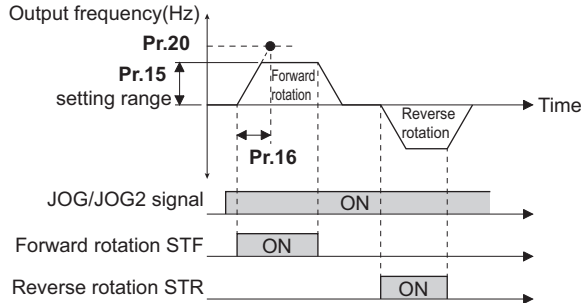 Output frequency(Hz)
Pr.20
Pr.15
setting range
Forward
rotation
Time
Reverse
rotation
Pr.16
JOG/JOG2 signal
ON
Forward rotation STF
ON
Reverse rotation STR
ON